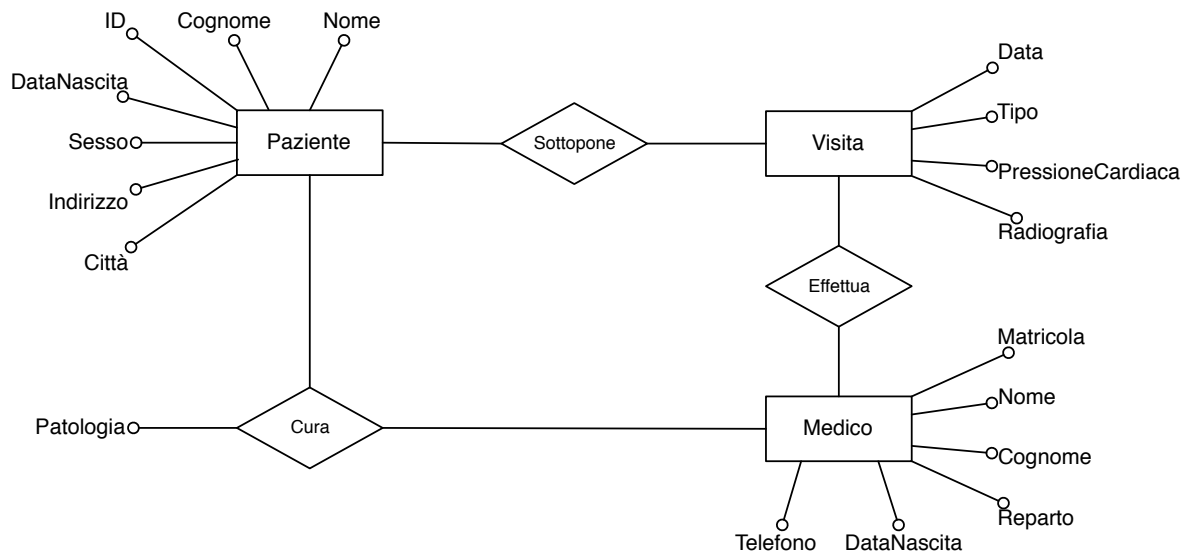 ID
Cognome
Nome
DataNascita
Sesso
Indirizzo
Città
Paziente
Sottopone
Visita
Data
Tipo
PressioneCardiaca
Radiografia
Effettua
Patologia
Cura
Medico
Matricola
Nome
Cognome
Reparto
Telefono
DataNascita